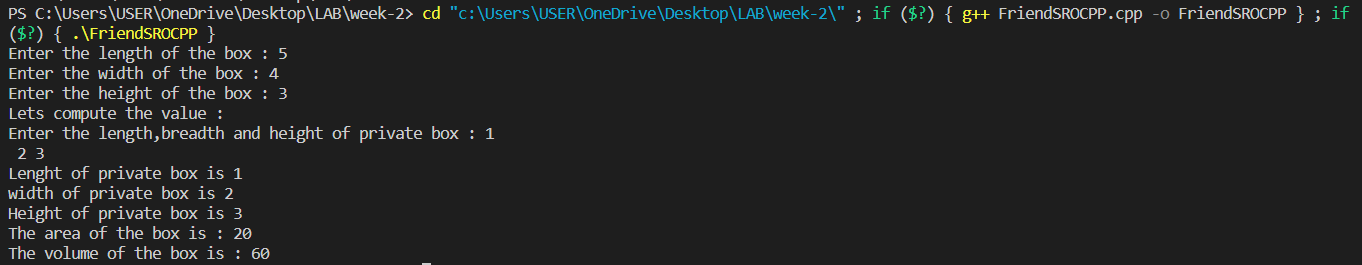 PS C:\Users\USER\OneDrive\Desktop\LAB\week-2> cd "c:\Users\USER\OneDrive\Desktop\LAB\week-2\" ; if ($?) { g++ FriendSROCPP.cpp -o FriendSROCPP } ; if
($?) { .\FriendSROCPP }
Enter the length of the box : 5
Enter the width of the box : 4
Enter the height of the box : 3
Lets compute the value :
Enter the length,breadth and height of private box : 1
 2 3
Lenght of private box is 1
width of private box is 2
Height of private box is 3
The area of the box is : 20
The volume of the box is : 60